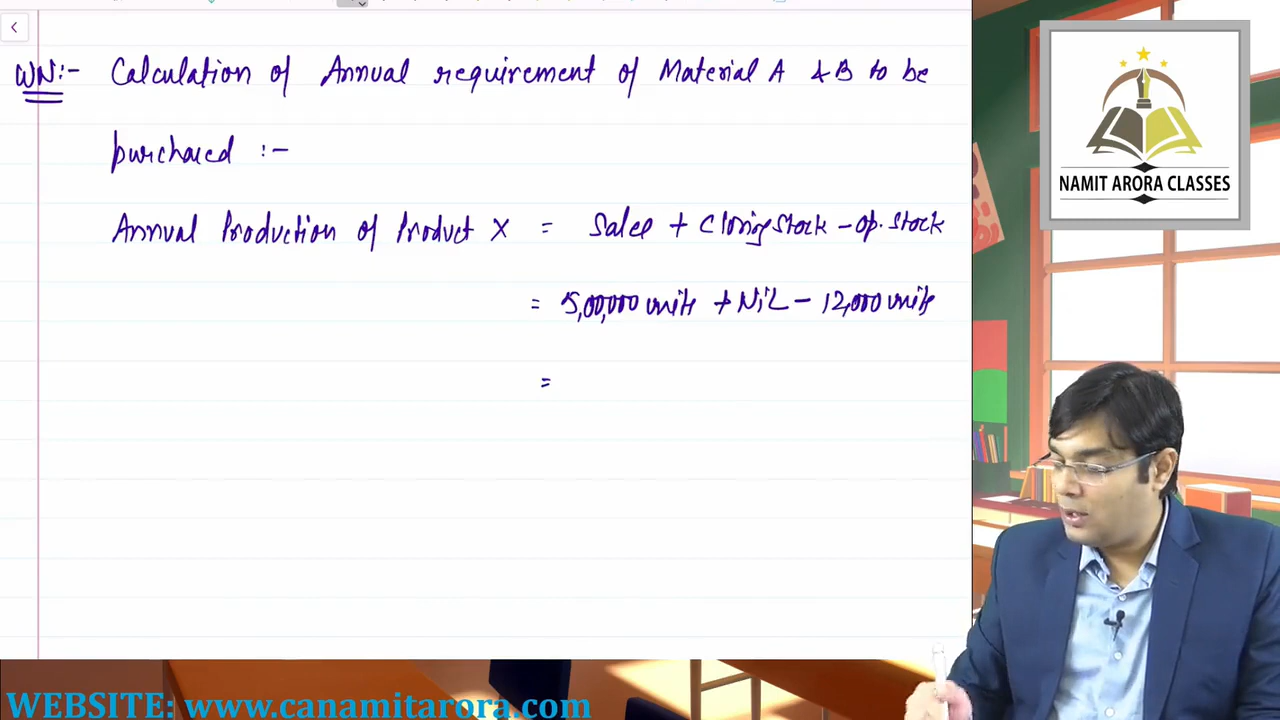 WN:- Calculation of Annual requirement of Material A & B to be
purchased :-
Annual Production of Product X = Sales + Closing Stock - Op. Stock
= 5,00,000 units + NiL - 12,000 units
=
NAMIT ARORA CLASSES
WEBSITE: www.canamitarora.com